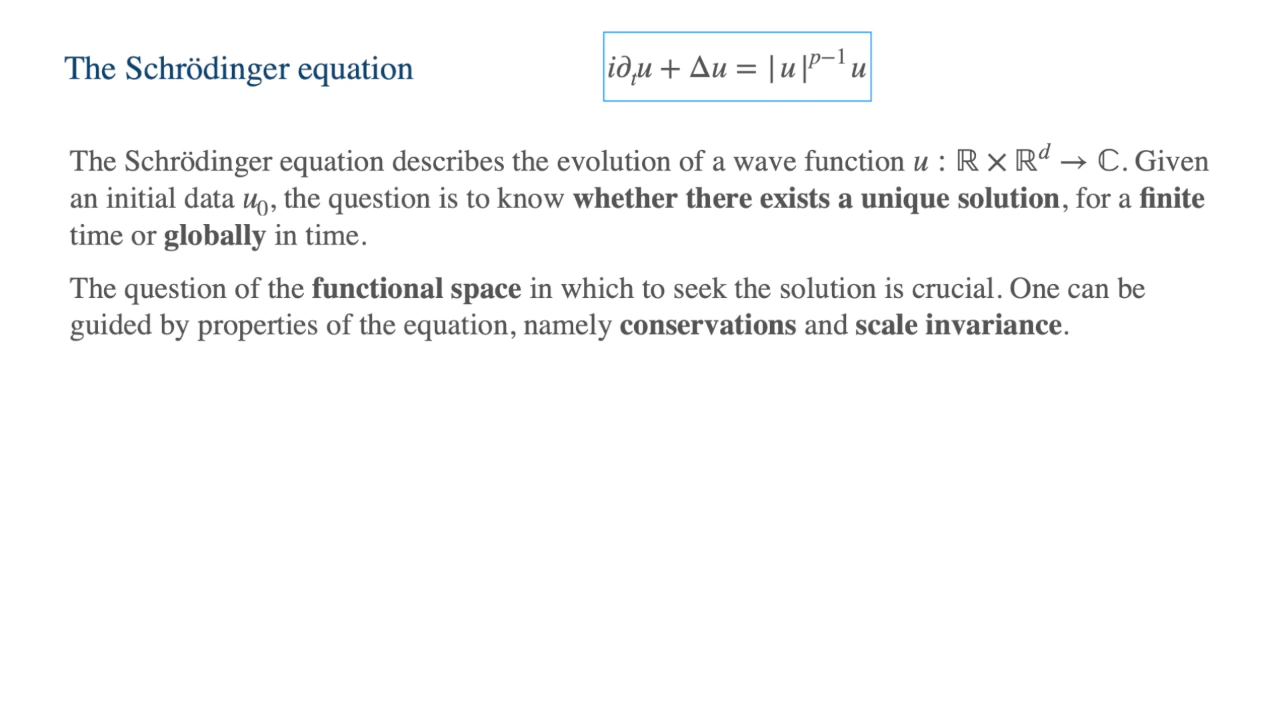 The Schrödinger equation
i∂ₜu + Δu = |u|ᵖ⁻¹u
The Schrödinger equation describes the evolution of a wave function u : ℝ × ℝᵈ → ℂ. Given
an initial data u₀, the question is to know whether there exists a unique solution, for a finite
time or globally in time.
The question of the functional space in which to seek the solution is crucial. One can be
guided by properties of the equation, namely conservations and scale invariance.